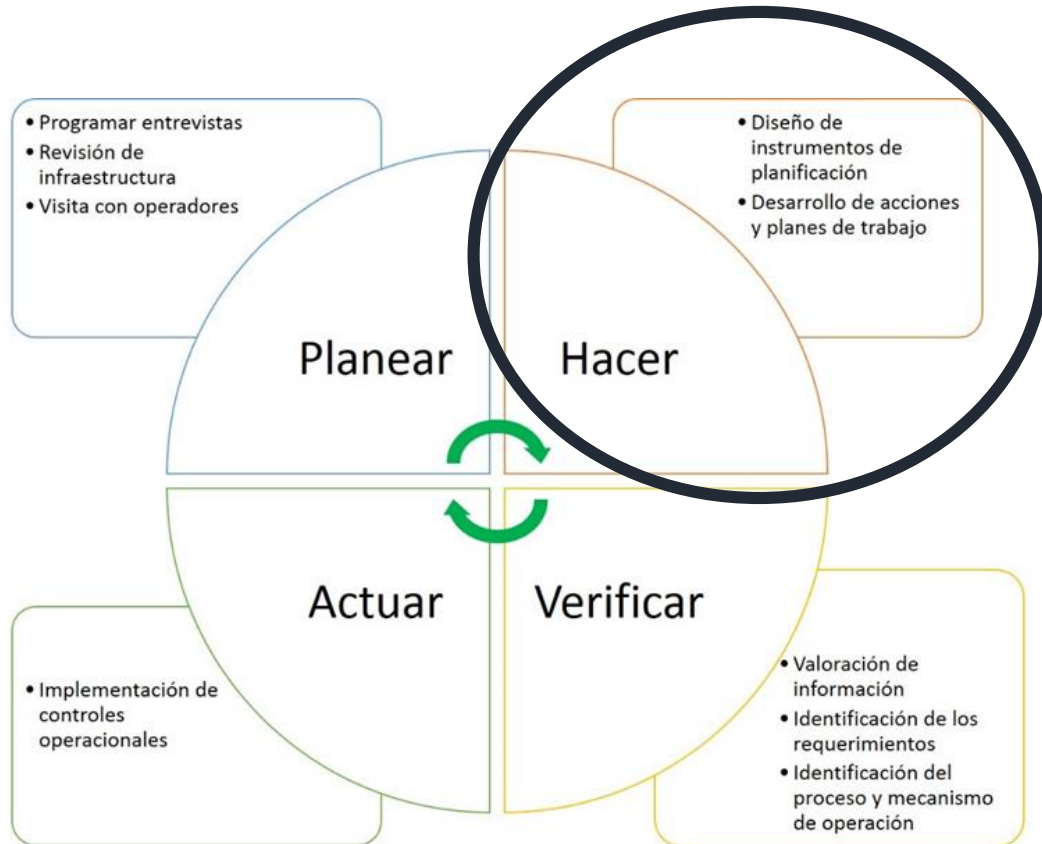 • Programar entrevistas
• Revisión de
infraestructura
• Visita con operadores
• Diseño de
instrumentos de
planificación
• Desarrollo de acciones
y planes de trabajo
Planear
Hacer
Actuar
Verificar
• Implementación de
controles
operacionales
• Valoración de
información
• Identificación de los
requerimientos
• Identificación del
proceso y mecanismo
de operación